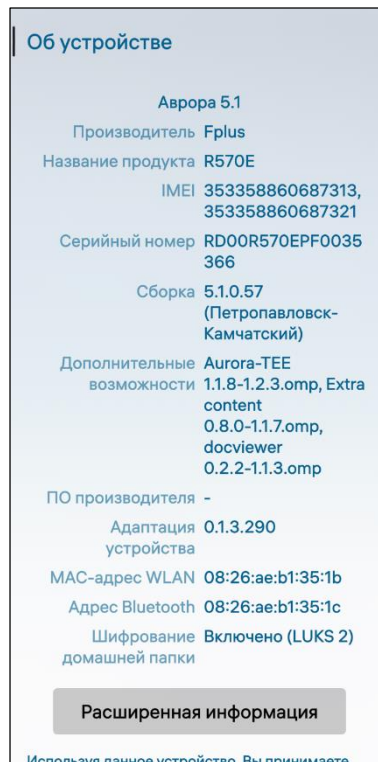 Об устройстве
Аврора 5.1
Производитель Fplus
Название продукта R570E
IMEI 353358860687313,
353358860687321
Серийный номер RD00R570EPF0035
366
Сборка 5.1.0.57
(Петропавловск-
Камчатский)
Дополнительные Aurora-TEE
возможности 1.1.8-1.2.3.omp, Extra
content
0.8.0-1.1.7.omp,
docviewer
0.2.2-1.1.3.omp
ПО производителя -
Адаптация 0.1.3.290
устройства
MAC-адрес WLAN 08:26:ae:b1:35:1b
Адрес Bluetooth 08:26:ae:b1:35:1c
Шифрование Включено (LUKS 2)
домашней папки
Расширенная информация
Используя данное устройство, Вы принимаете